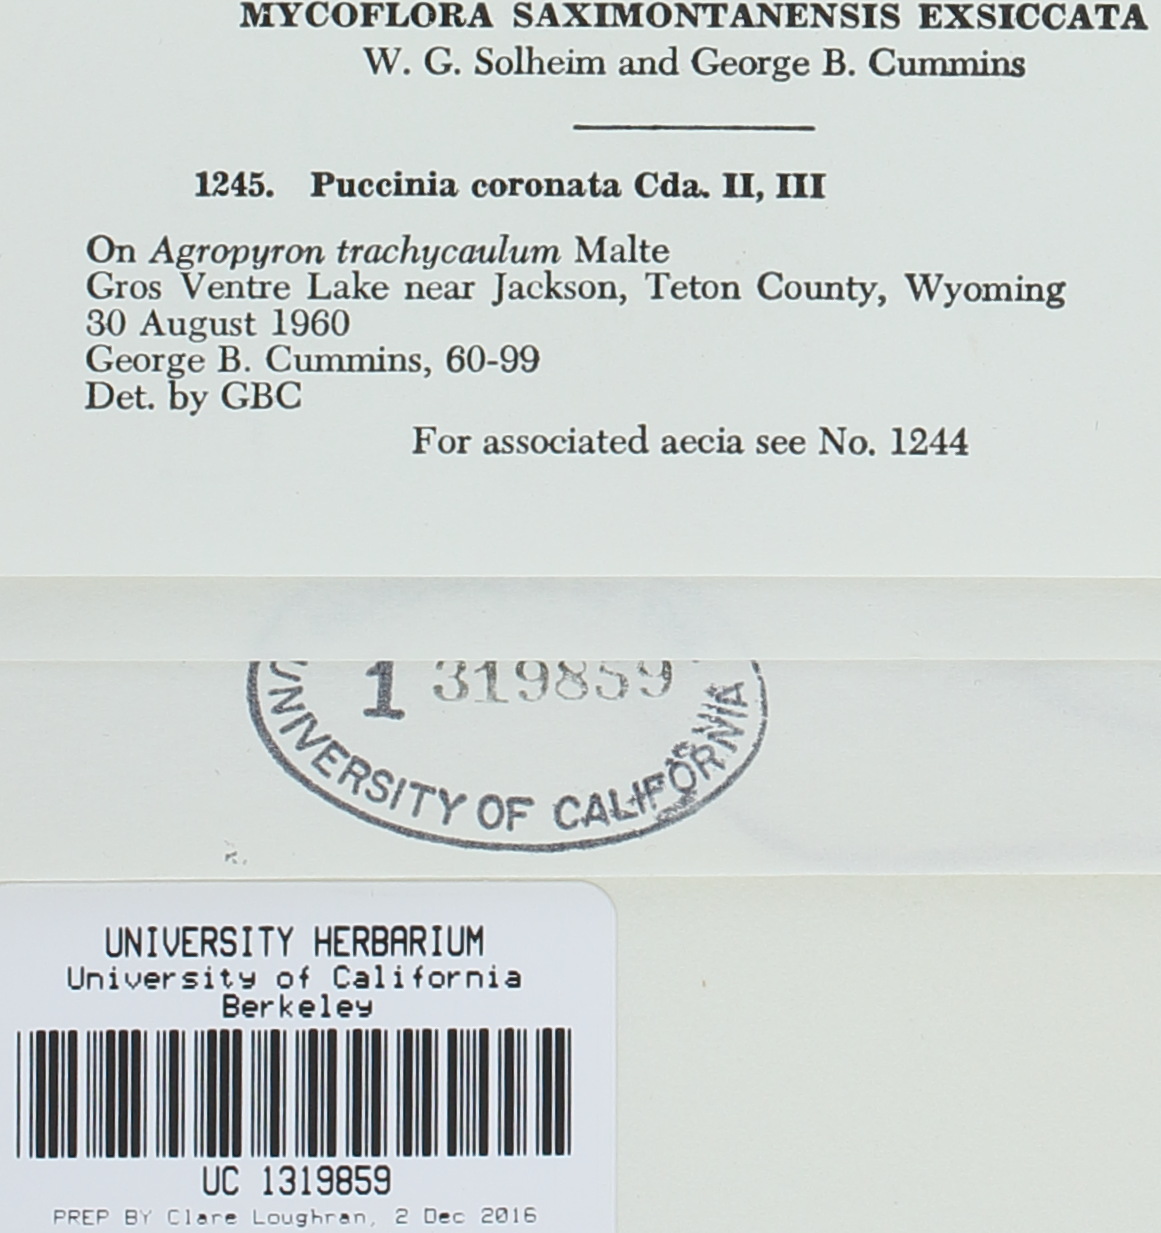 MYCOFLORA SAXIMONTANENSIS EXSICCATA
W. G. Solheim and George B. Cummins
1245. Puccinia coronata Cda. II, III
On Agropyron trachycaulum Malte
Gros Ventre Lake near Jackson, Teton County, Wyoming
30 August 1960
George B. Cummins, 60-99
Det. by GBC
For associated aecia see No. 1244
1 319859
UNIVERSITY OF CALIFORNIA
UNIVERSITY HERBARIUM
University of California
Berkeley
UC 1319859
PREP BY Clare Loughran, 2 Dec 2016